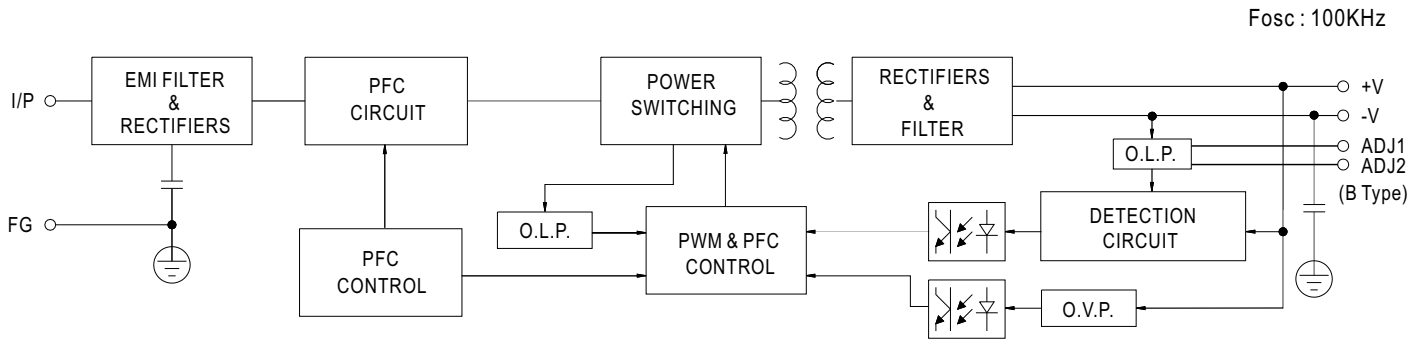 Fosc : 100KHz
I/P
EMI FILTER
&
RECTIFIERS
PFC
CIRCUIT
POWER
SWITCHING
RECTIFIERS
&
FILTER
+V
-V
ADJ1
ADJ2
(B Type)
O.L.P.
FG
O.L.P.
PFC
CONTROL
PWM & PFC
CONTROL
DETECTION
CIRCUIT
O.V.P.